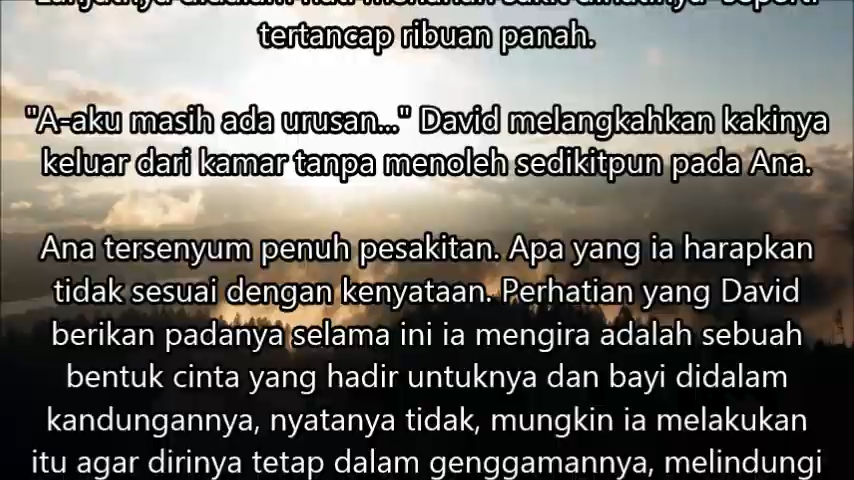 tertancap ribuan panah.
"A-aku masih ada urusan..." David melangkahkan kakinya
keluar dari kamar tanpa menoleh sedikitpun pada Ana.
Ana tersenyum penuh pesakitan. Apa yang ia harapkan
tidak sesuai dengan kenyataan. Perhatian yang David
berikan padanya selama ini ia mengira adalah sebuah
bentuk cinta yang hadir untuknya dan bayi didalam
kandungannya, nyatanya tidak, mungkin ia melakukan
itu agar dirinya tetap dalam genggamannya, melindungi